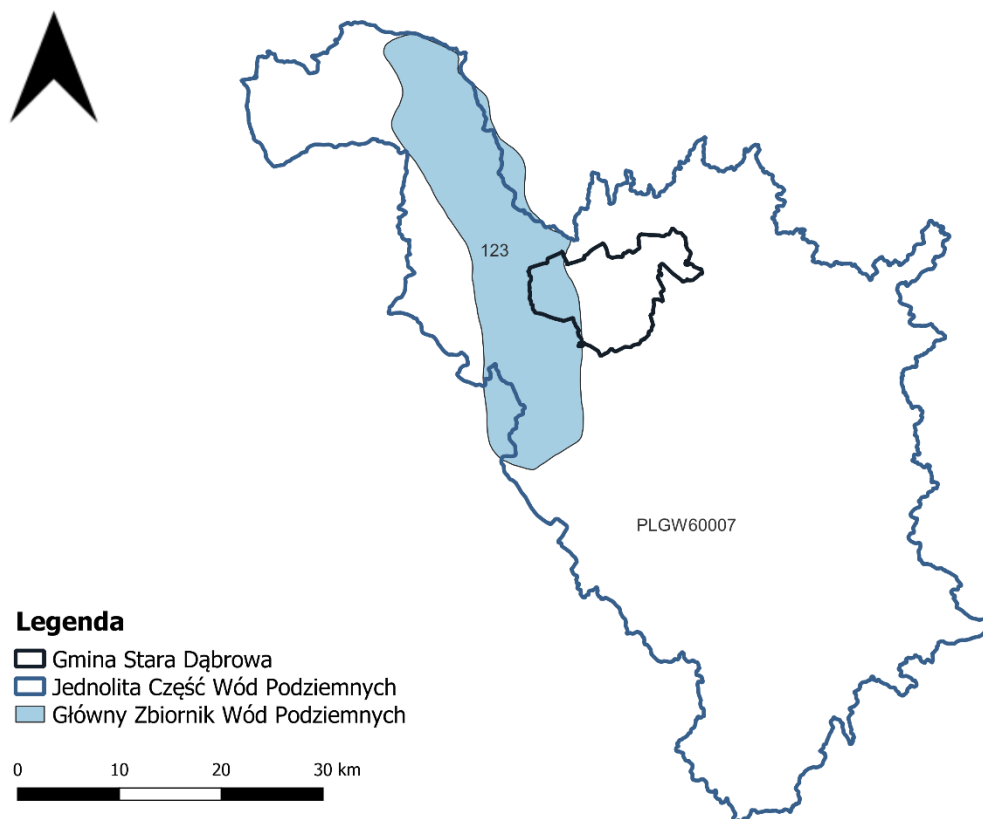 123
PLGW60007
Legenda
Gmina Stara Dąbrowa
Jednolita Część Wód Podziemnych
Główny Zbiornik Wód Podziemnych
0 10 20 30 km